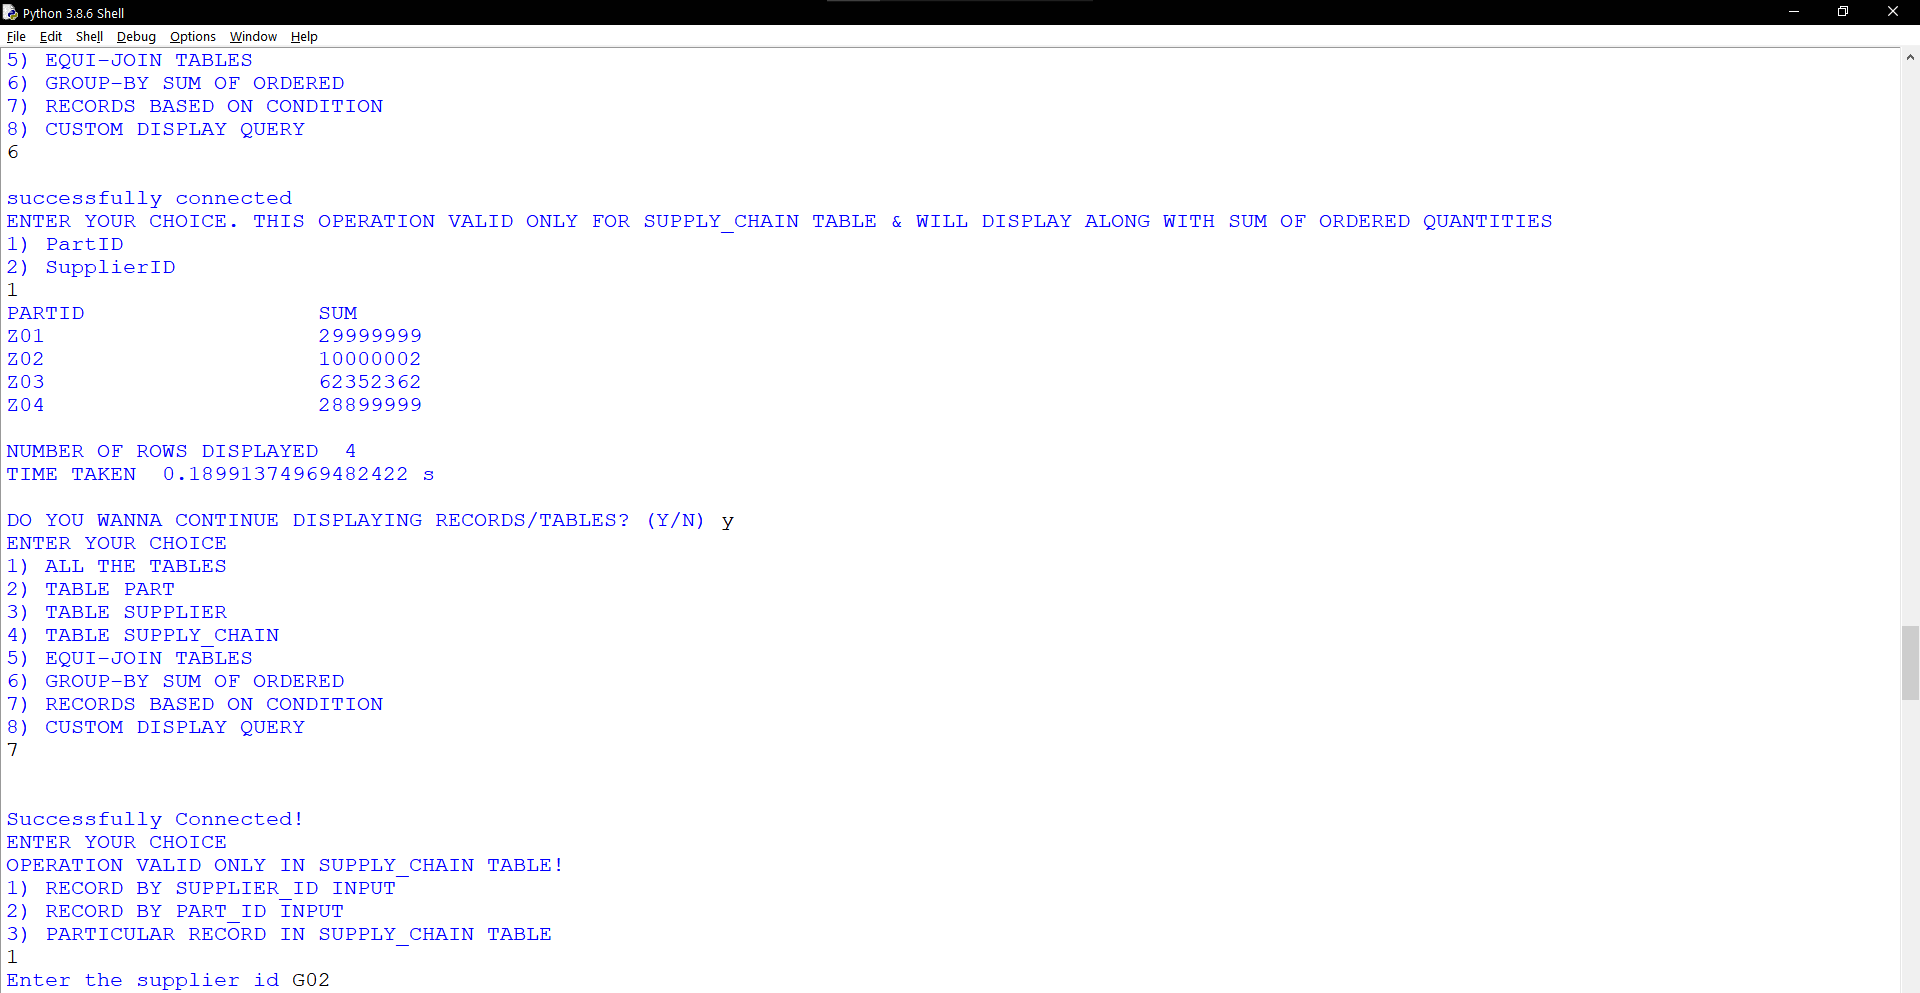 Python 3.8.6 Shell
File Edit Shell Debug Options Window Help
5) EQUI-JOIN TABLES
6) GROUP-BY SUM OF ORDERED
7) RECORDS BASED ON CONDITION
8) CUSTOM DISPLAY QUERY
6
successfully connected
ENTER YOUR CHOICE. THIS OPERATION VALID ONLY FOR SUPPLY_CHAIN TABLE & WILL DISPLAY ALONG WITH SUM OF ORDERED QUANTITIES
1) PartID
2) SupplierID
1
PARTID SUM
Z01 29999999
Z02 10000002
Z03 62352362
Z04 28899999
NUMBER OF ROWS DISPLAYED 4
TIME TAKEN 0.18991374969482422 s
DO YOU WANNA CONTINUE DISPLAYING RECORDS/TABLES? (Y/N) y
ENTER YOUR CHOICE
1) ALL THE TABLES
2) TABLE PART
3) TABLE SUPPLIER
4) TABLE SUPPLY_CHAIN
5) EQUI-JOIN TABLES
6) GROUP-BY SUM OF ORDERED
7) RECORDS BASED ON CONDITION
8) CUSTOM DISPLAY QUERY
7
Successfully Connected!
ENTER YOUR CHOICE
OPERATION VALID ONLY IN SUPPLY_CHAIN TABLE!
1) RECORD BY SUPPLIER_ID INPUT
2) RECORD BY PART_ID INPUT
3) PARTICULAR RECORD IN SUPPLY_CHAIN TABLE
1
Enter the supplier id G02